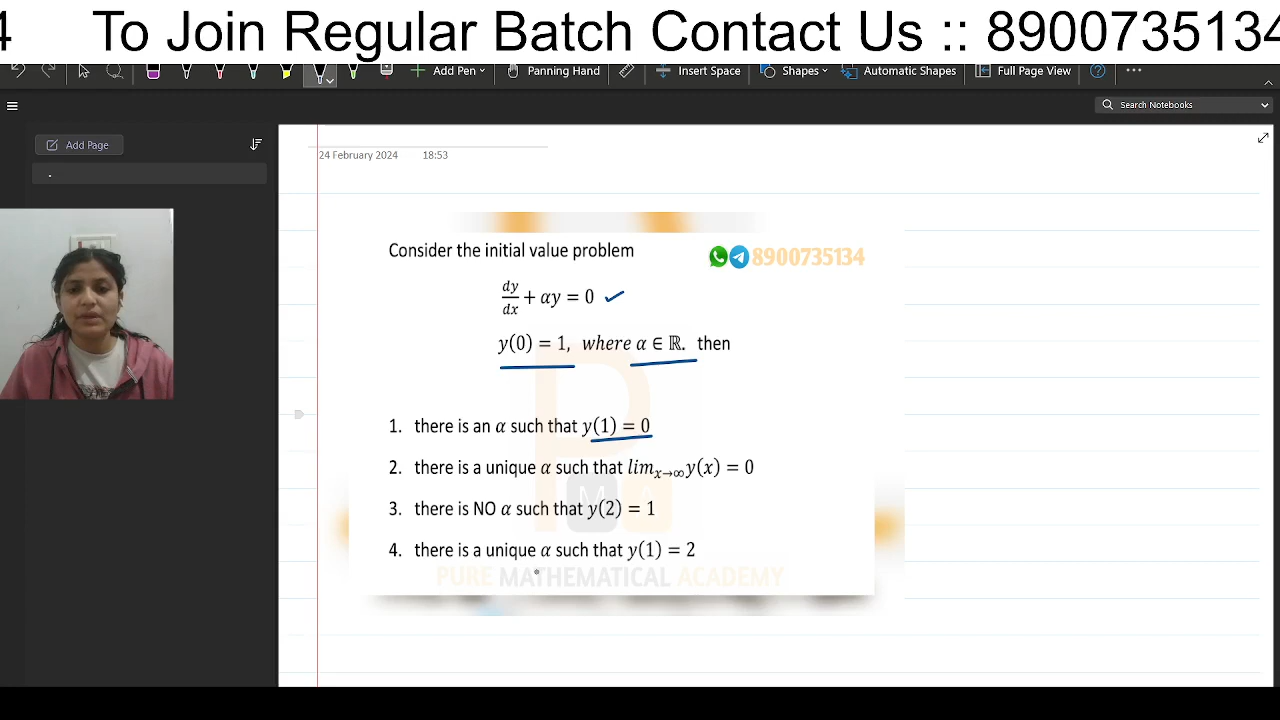 4 To Join Regular Batch Contact Us :: 8900735134
Add Pen Panning Hand Insert Space Shapes Automatic Shapes Full Page View
Search Notebooks
Add Page
.
24 February 2024 18:53
Consider the initial value problem
8900735134
dy/dx + αy = 0
y(0) = 1, where α ∈ ℝ. then
1. there is an α such that y(1) = 0
2. there is a unique α such that lim_{x→∞} y(x) = 0
3. there is NO α such that y(2) = 1
4. there is a unique α such that y(1) = 2
PURE MATHEMATICAL ACADEMY